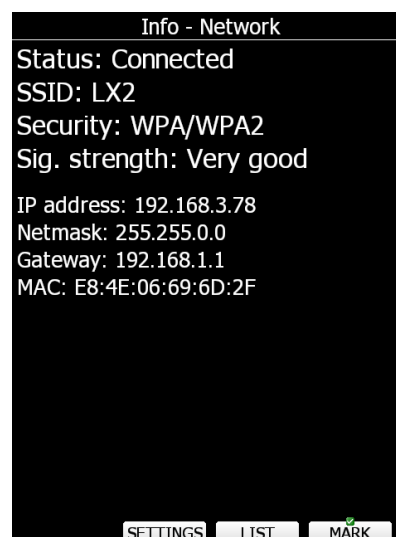 Info - Network
Status: Connected
SSID: LX2
Security: WPA/WPA2
Sig. strength: Very good
IP address: 192.168.3.78
Netmask: 255.255.0.0
Gateway: 192.168.1.1
MAC: E8:4E:06:69:6D:2F
SETTINGS LIST MARK